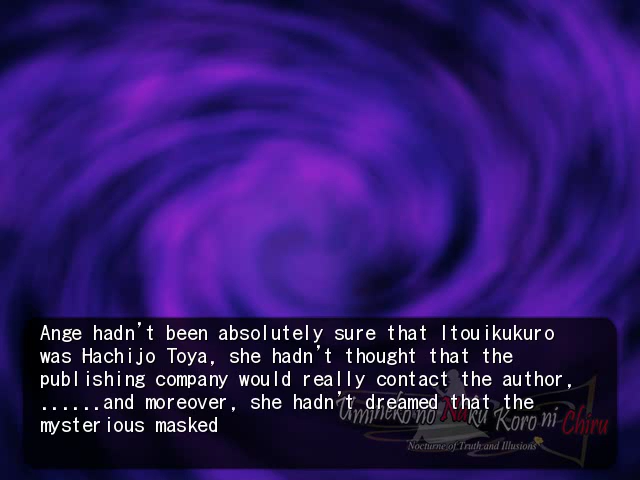 Ange hadn't been absolutely sure that Itouikukuro
was Hachijo Toya, she hadn't thought that the
publishing company would really contact the author,
......and moreover, she hadn't dreamed that the
mysterious masked
Umineko no Naku Koro ni Chiru
Nocturne of Truth and Illusions